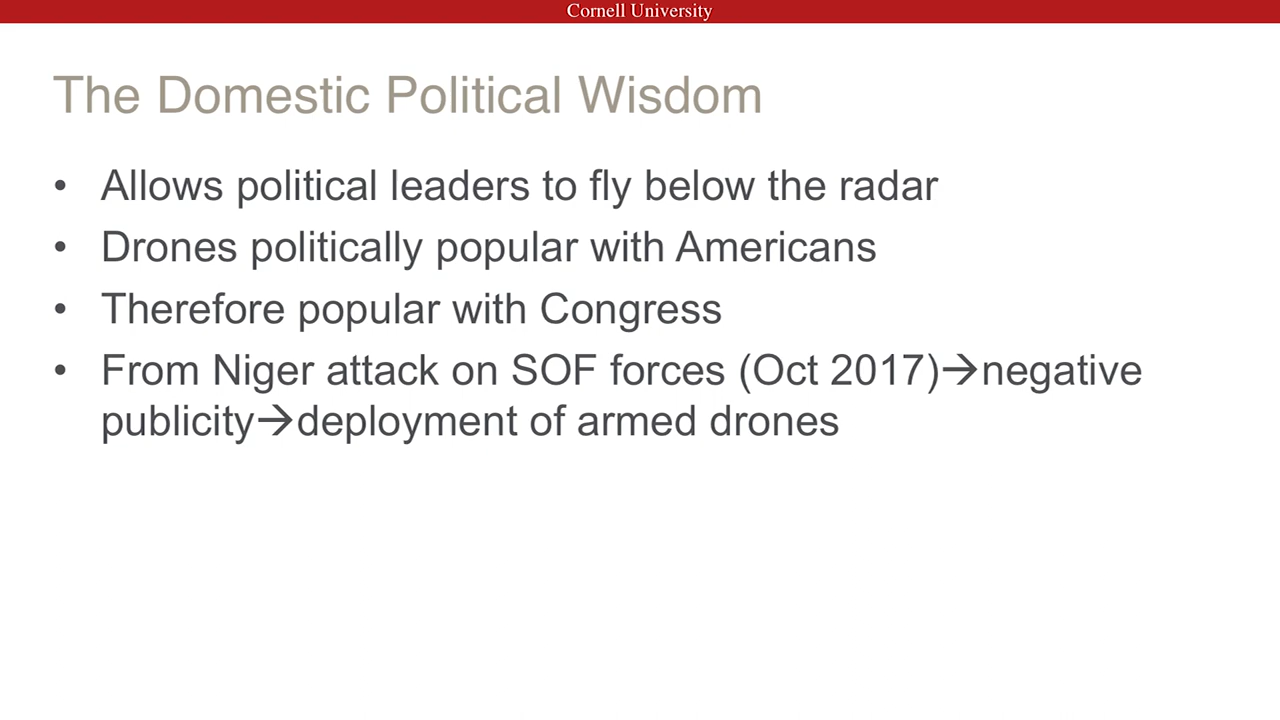 Cornell University
The Domestic Political Wisdom
• Allows political leaders to fly below the radar
• Drones politically popular with Americans
• Therefore popular with Congress
• From Niger attack on SOF forces (Oct 2017)→negative
publicity→deployment of armed drones